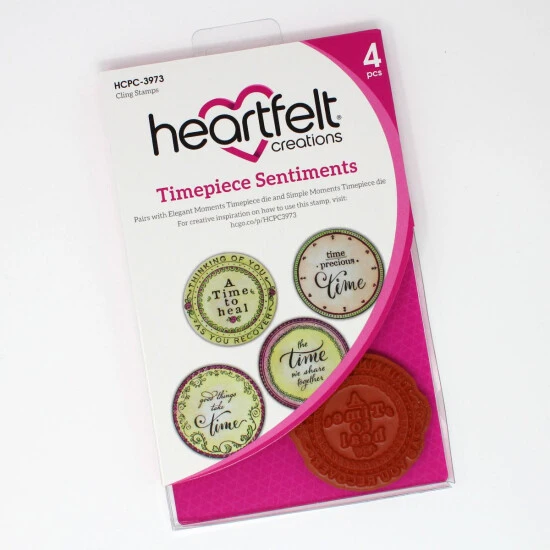 HCPC-3973
Cling Stamps
4
pcs
heartfelt®
creations
Timepiece Sentiments
Pairs with Elegant Moments Timepiece die and Simple Moments Timepiece die
For creative inspiration on how to use this stamp, visit:
hcgo.co/p/HCPC3973
THINKING OF YOU
A
Time
to
heal
AS YOU RECOVER
time
precious
time
the
time
we share
together
good things
take
time